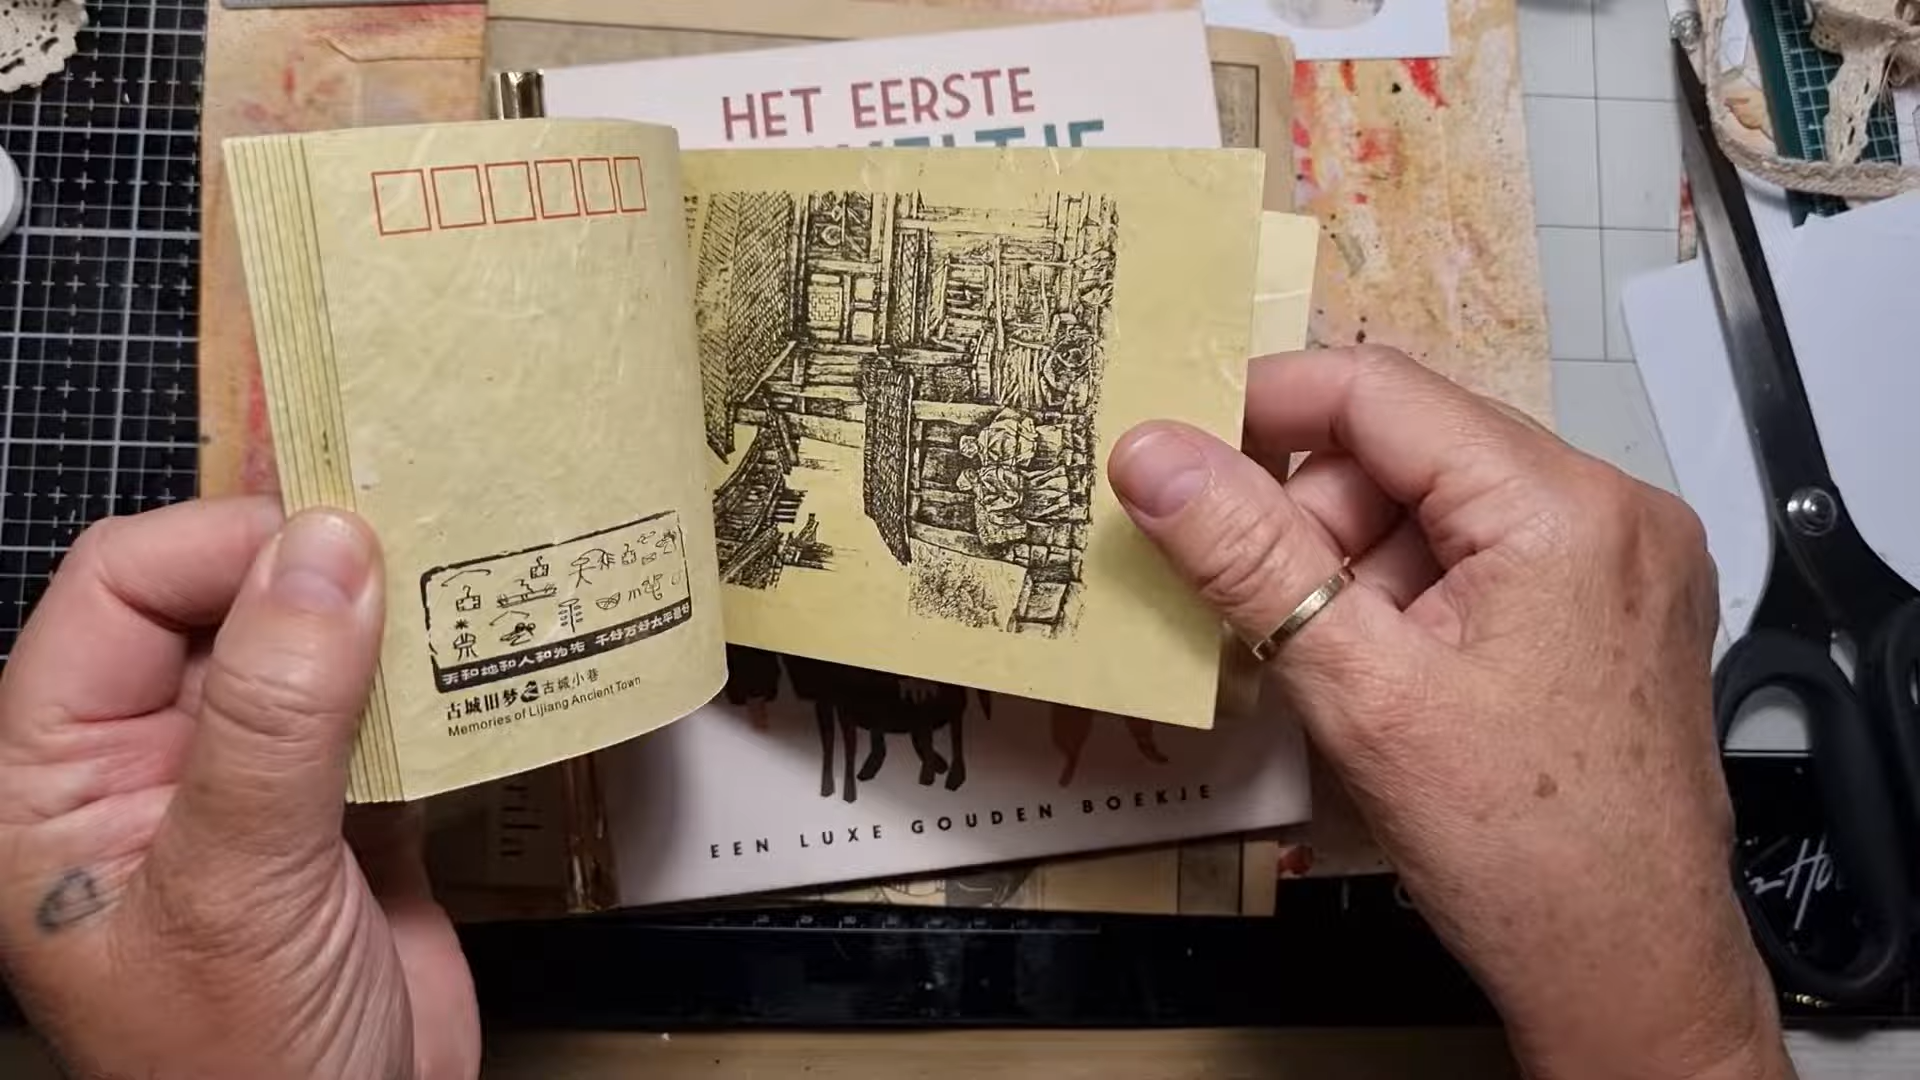 HET EERSTE
天和地和人和为先 千好万好太平最好
古城旧梦之古城小巷
Memories of Lijiang Ancient Town
EEN LUXE GOUDEN BOEKJE